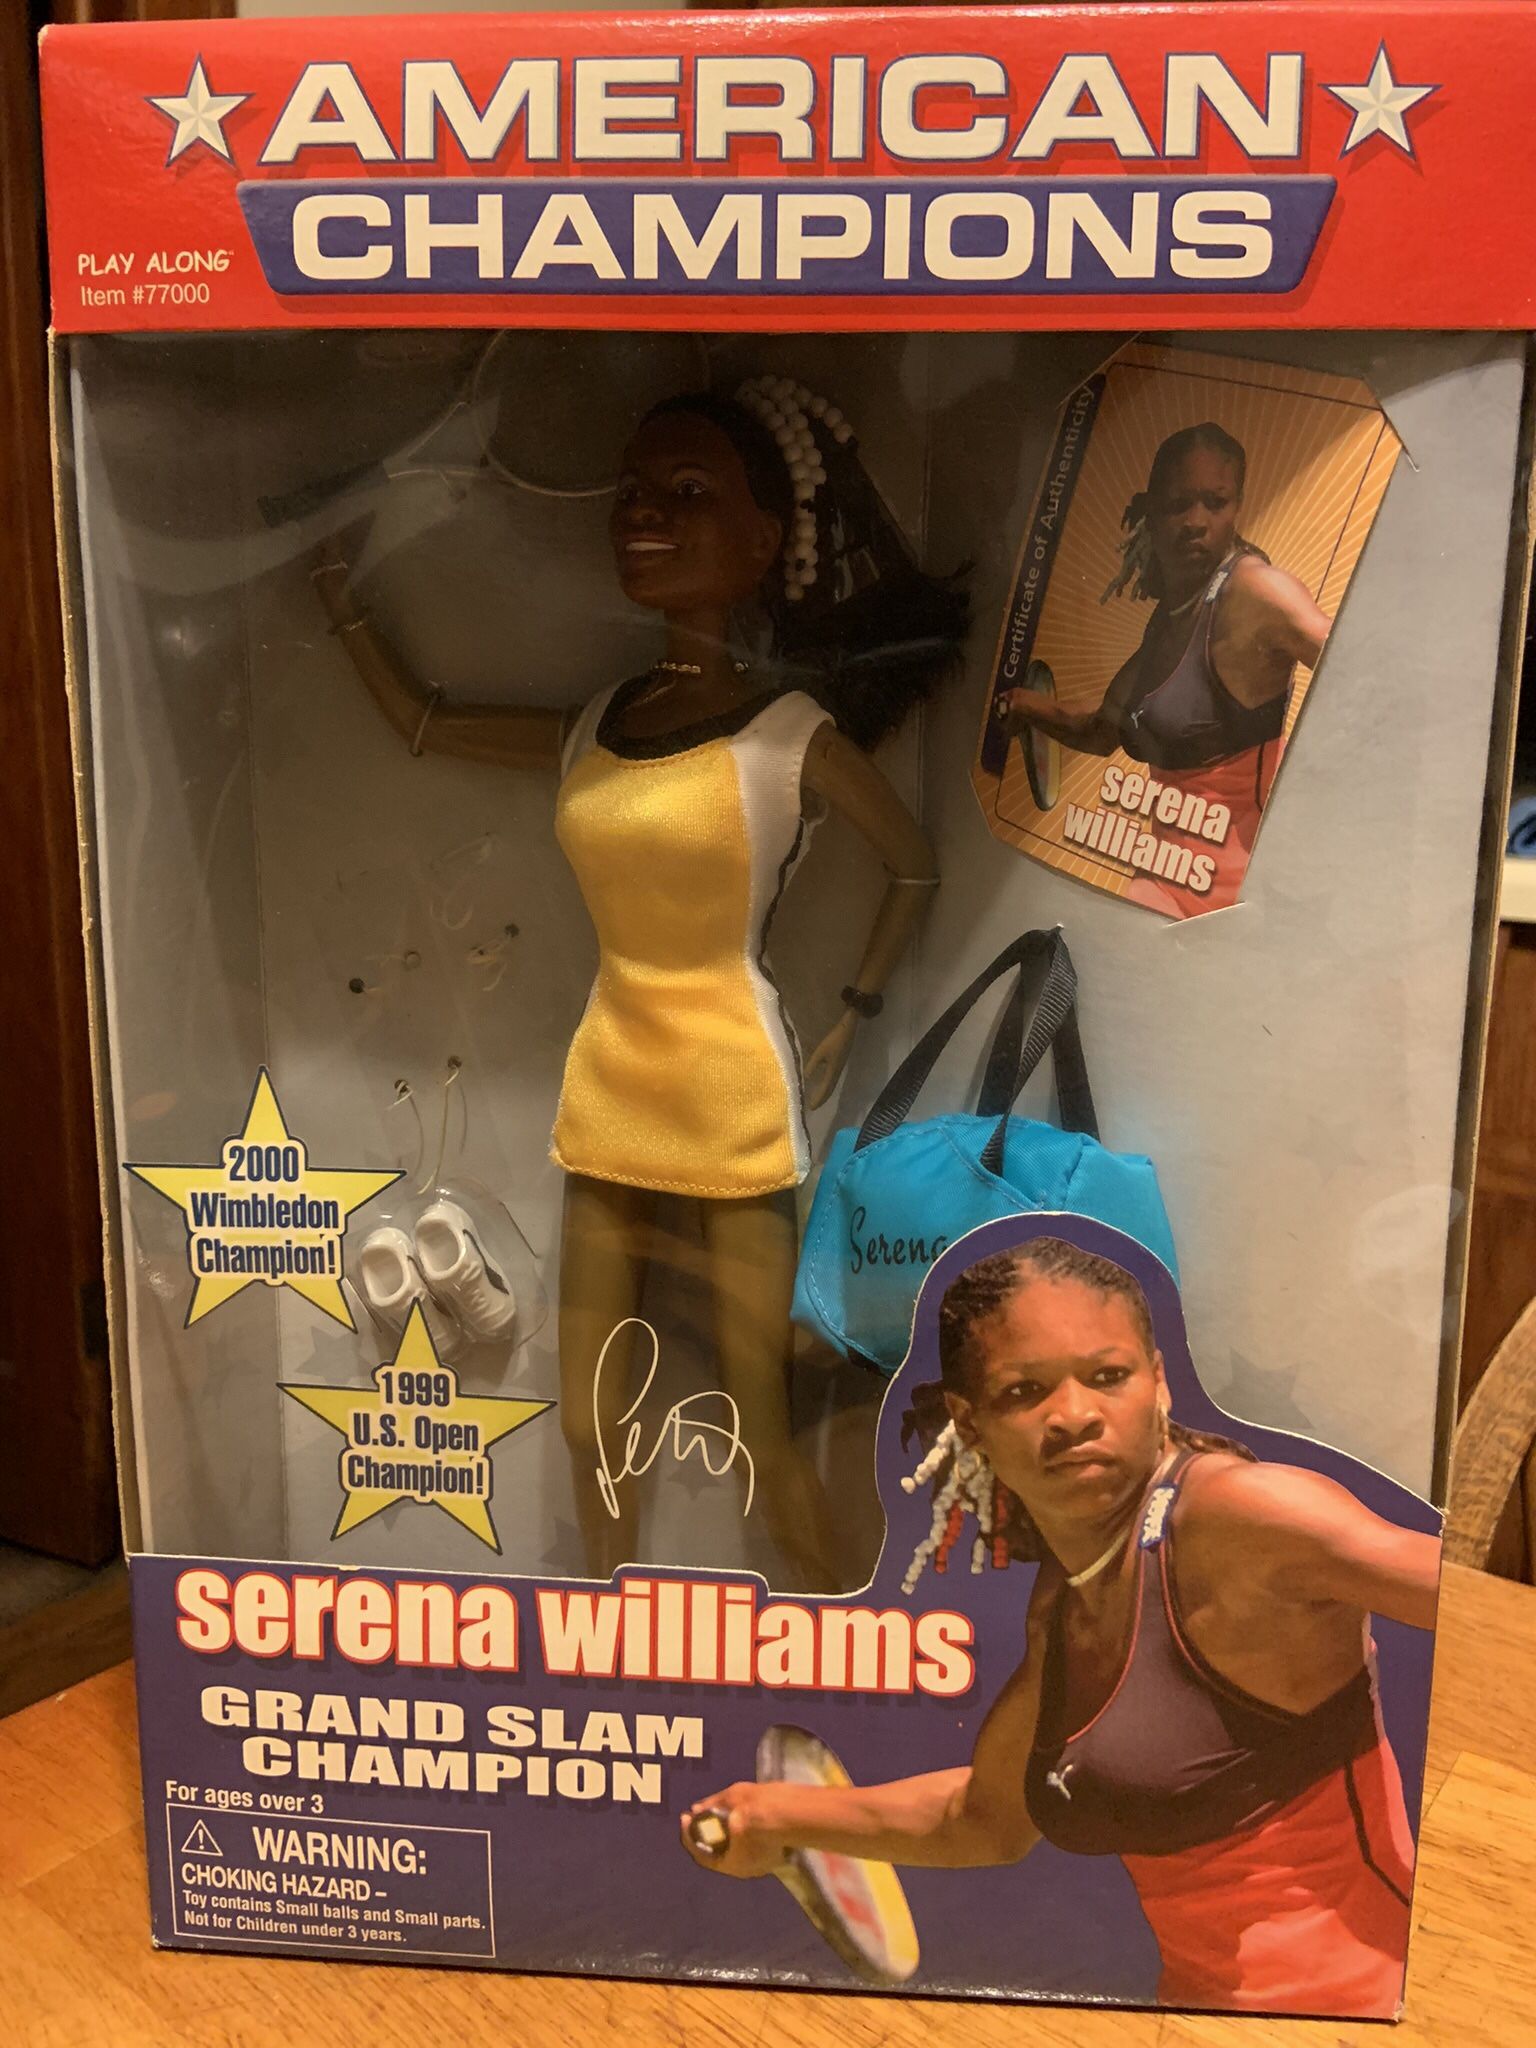 AMERICAN
CHAMPIONS
PLAY ALONG
Item #77000
Certificate of Authenticity
serena
williams
Serena
2000
Wimbledon
Champion!
1999
U.S. Open
Champion!
serena williams
GRAND SLAM
CHAMPION
For ages over 3
WARNING:
CHOKING HAZARD –
Toy contains Small balls and Small parts.
Not for Children under 3 years.